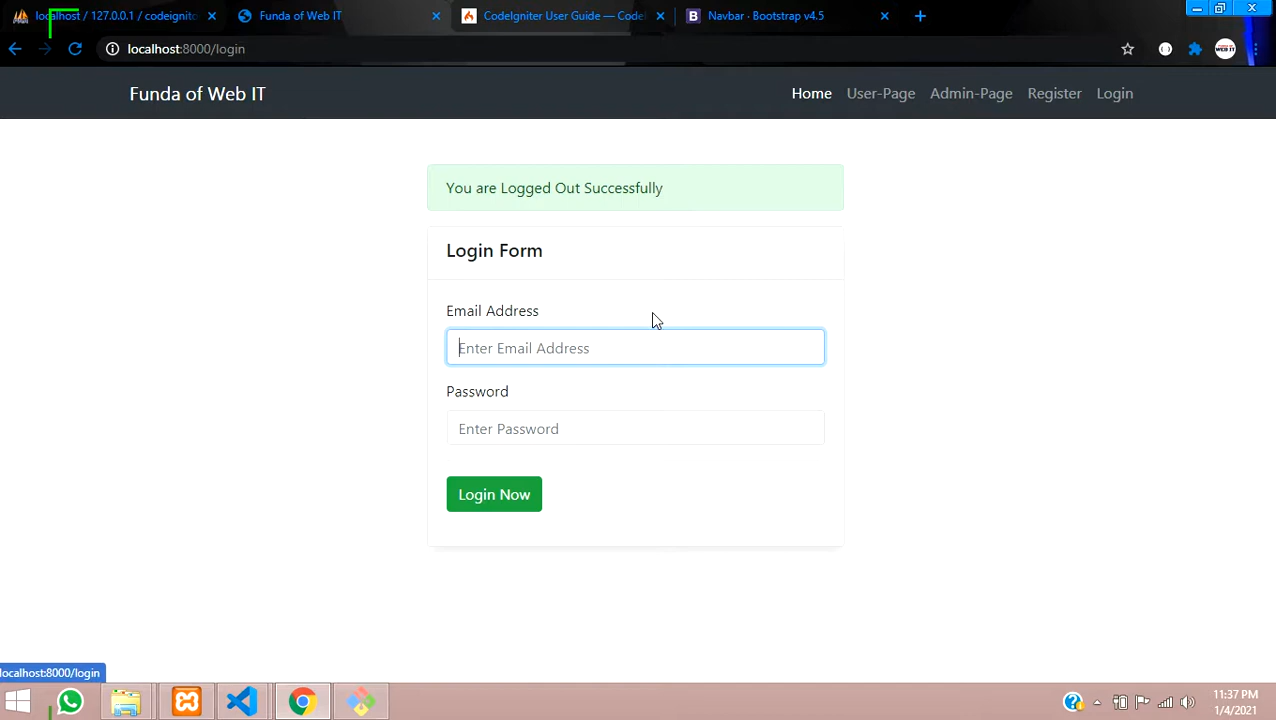 localhost / 127.0.0.1 / codeignito
Funda of Web IT
CodeIgniter User Guide — Codel
Navbar · Bootstrap v4.5
localhost:8000/login
Funda of Web IT
Home
User-Page
Admin-Page
Register
Login
You are Logged Out Successfully
Login Form
Email Address
Enter Email Address
Password
Enter Password
Login Now
localhost:8000/login
11:37 PM
1/4/2021